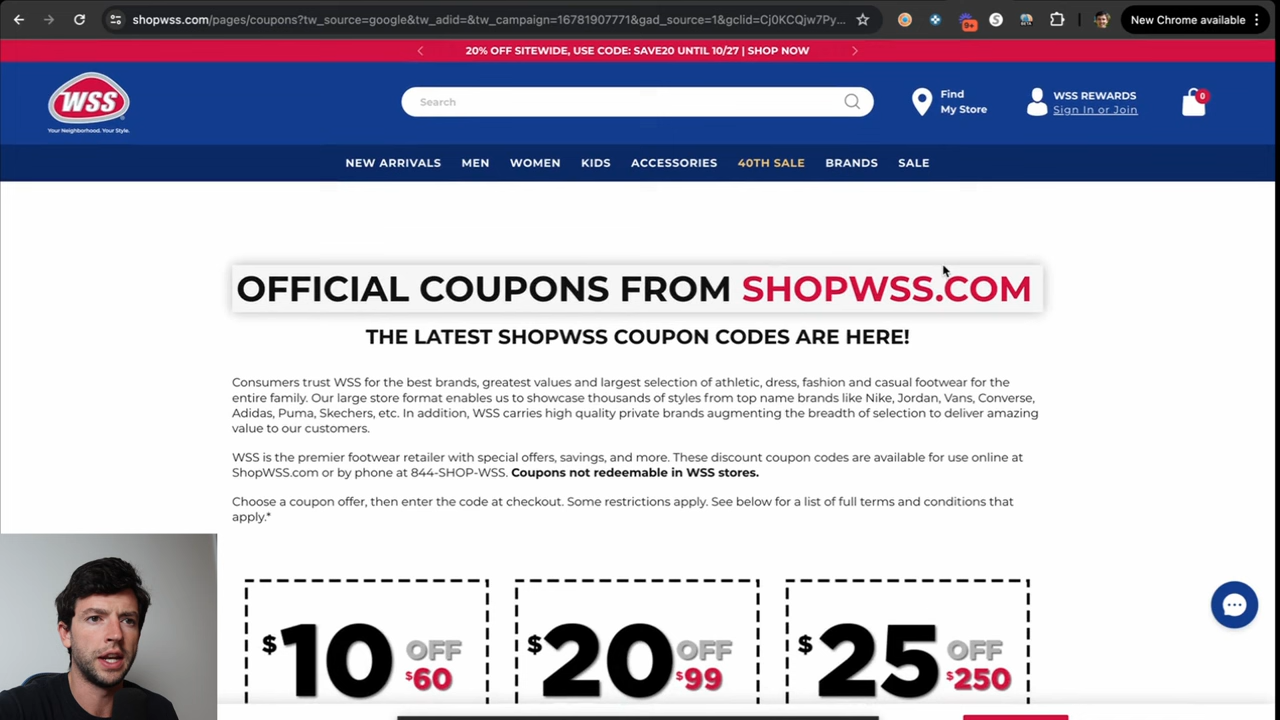 shopwss.com/pages/coupons?tw_source=google&tw_adid=&tw_campaign=16781907771&gad_source=1&gclid=Cj0KCQjw7Py...
9+
BETA
New Chrome available
20% OFF SITEWIDE, USE CODE: SAVE20 UNTIL 10/27 | SHOP NOW
WSS
Your Neighborhood. Your Style.
Search
Find
My Store
WSS REWARDS
Sign In or Join
0
NEW ARRIVALS MEN WOMEN KIDS ACCESSORIES 40TH SALE BRANDS SALE
OFFICIAL COUPONS FROM SHOPWSS.COM
THE LATEST SHOPWSS COUPON CODES ARE HERE!
Consumers trust WSS for the best brands, greatest values and largest selection of athletic, dress, fashion and casual footwear for the
entire family. Our large store format enables us to showcase thousands of styles from top name brands like Nike, Jordan, Vans, Converse,
Adidas, Puma, Skechers, etc. In addition, WSS carries high quality private brands augmenting the breadth of selection to deliver amazing
value to our customers.
WSS is the premier footwear retailer with special offers, savings, and more. These discount coupon codes are available for use online at
ShopWSS.com or by phone at 844-SHOP-WSS. Coupons not redeemable in WSS stores.
Choose a coupon offer, then enter the code at checkout. Some restrictions apply. See below for a list of full terms and conditions that
apply.*
$10 OFF $60
$20 OFF $99
$25 OFF $250